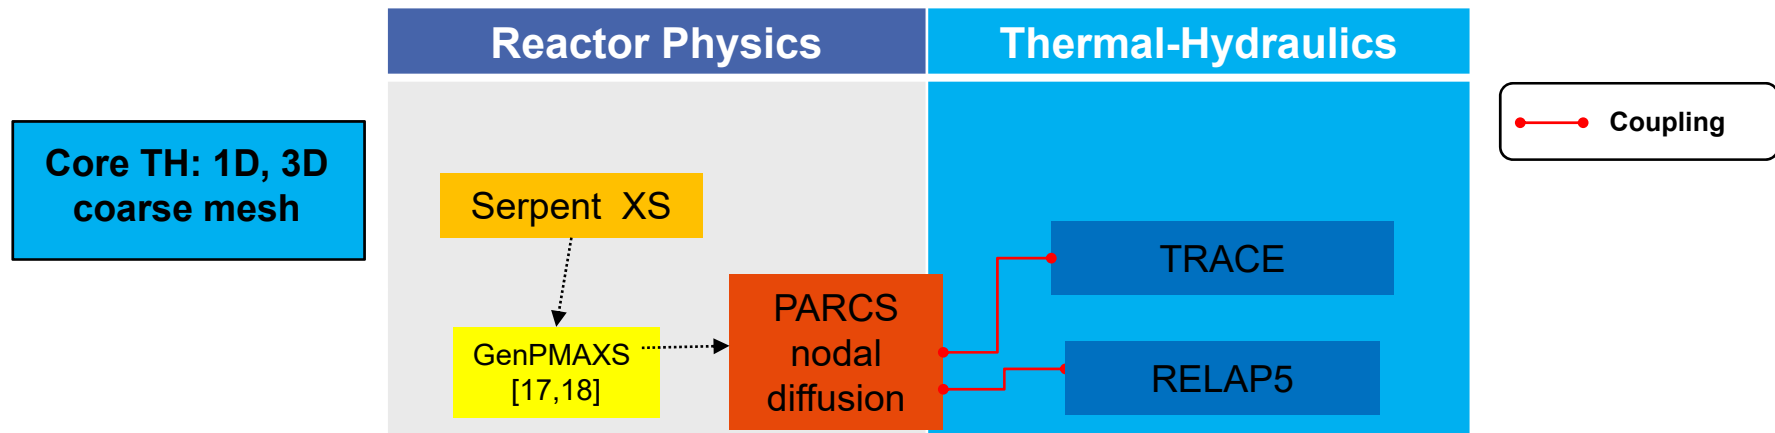 Reactor Physics
Thermal-Hydraulics
Core TH: 1D, 3D
coarse mesh
Coupling
Serpent XS
GenPMAXS
[17,18]
PARCS
nodal
diffusion
TRACE
RELAP5